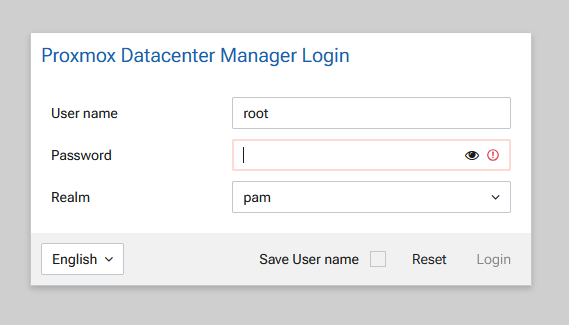 Proxmox Datacenter Manager Login
User name root
Password
Realm pam
English Save User name Reset Login